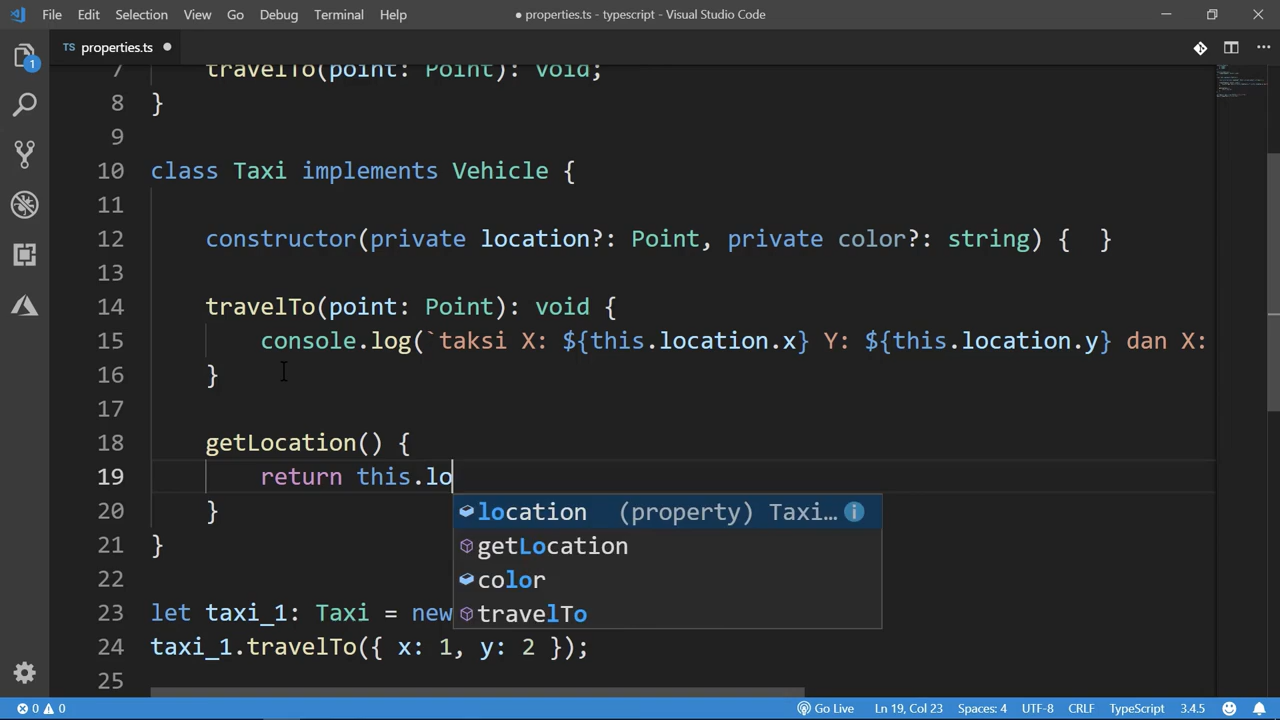 File Edit Selection View Go Debug Terminal Help
● properties.ts - typescript - Visual Studio Code
TS properties.ts ●
7 travelTo(point: Point): void;
8 }
9
10 class Taxi implements Vehicle {
11
12 constructor(private location?: Point, private color?: string) {  }
13
14 travelTo(point: Point): void {
15 console.log(`taksi X: ${this.location.x} Y: ${this.location.y} dan X:
16 }
17
18 getLocation() {
19 return this.lo
20 }
location (property) Taxi…
getLocation
color
travelTo
21 }
22
23 let taxi_1: Taxi = new
24 taxi_1.travelTo({ x: 1, y: 2 });
25
1
0 0 Go Live Ln 19, Col 23 Spaces: 4 UTF-8 CRLF TypeScript 3.4.5